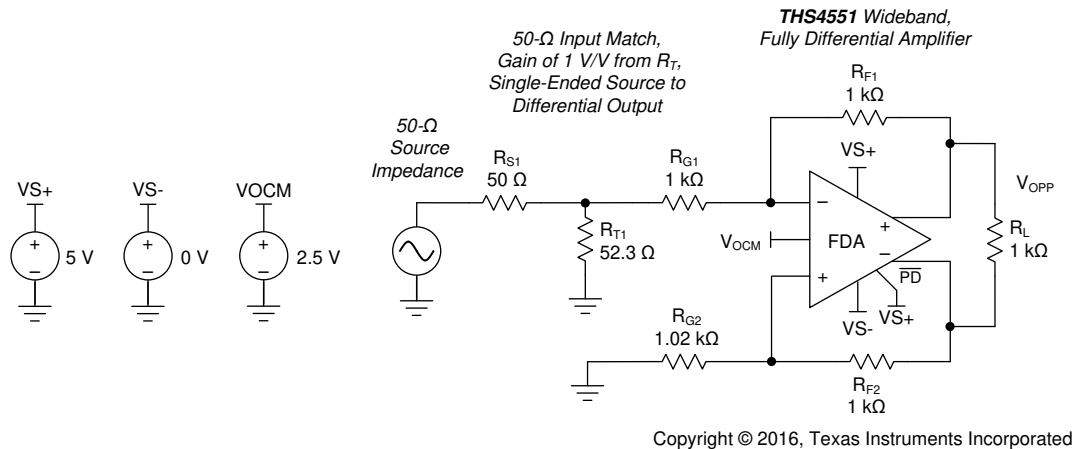 THS4551 Wideband,
Fully Differential Amplifier
50-Ω Input Match,
Gain of 1 V/V from RT,
Single-Ended Source to
Differential Output
50-Ω
Source
Impedance
RF1
1 kΩ
RS1
50 Ω
RG1
1 kΩ
VS+
VS+
VS-
VOCM
VOPP
RT1
52.3 Ω
VOCM
FDA
RL
1 kΩ
5 V
0 V
2.5 V
PD
VS-
VS+
RG2
1.02 kΩ
RF2
1 kΩ
Copyright © 2016, Texas Instruments Incorporated